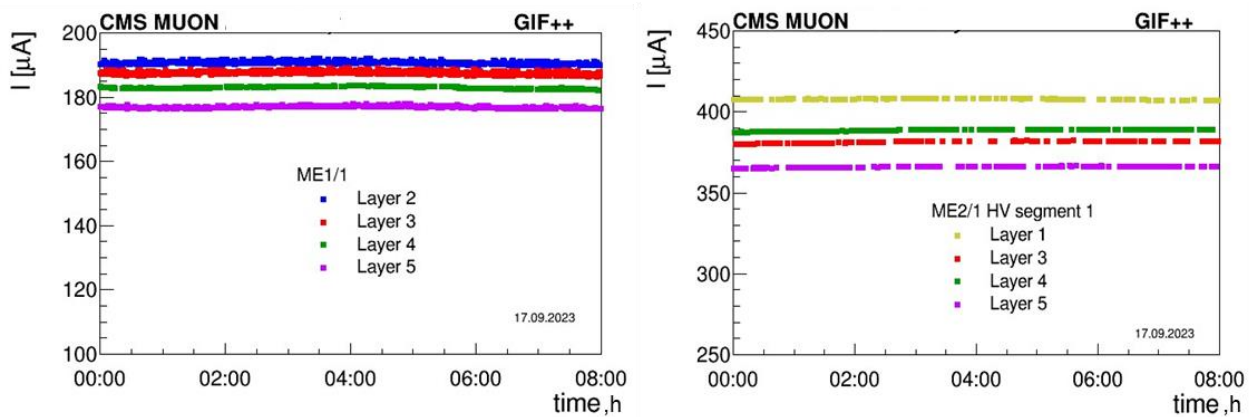 CMS MUON GIF++
I [μA]
200
180
160
140
120
100
ME1/1
Layer 2
Layer 3
Layer 4
Layer 5
17.09.2023
00:00 02:00 04:00 06:00 08:00
time,h
CMS MUON GIF++
I [μA]
450
400
350
300
250
ME2/1 HV segment 1
Layer 1
Layer 3
Layer 4
Layer 5
17.09.2023
00:00 02:00 04:00 06:00 08:00
time,h